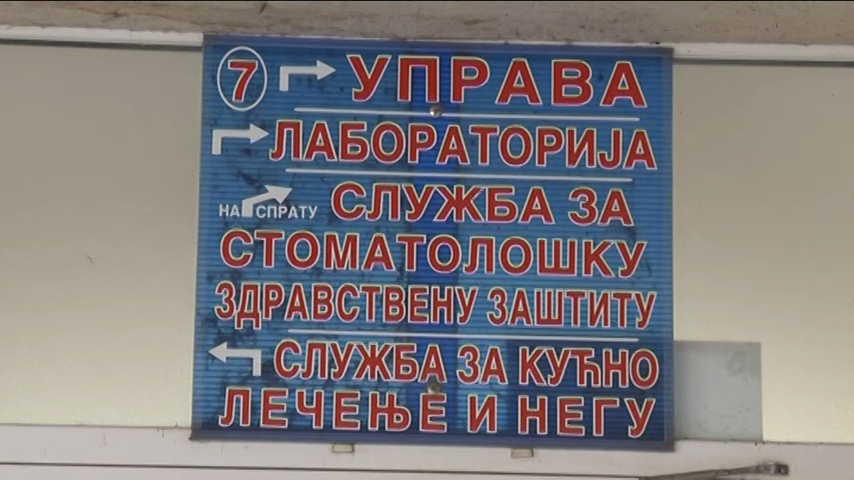 7 УПРАВА
ЛАБОРАТОРИЈА
НА СПРАТУ СЛУЖБА ЗА
СТОМАТОЛОШКУ
ЗДРАВСТВЕНУ ЗАШТИТУ
СЛУЖБА ЗА КУЋНО
ЛЕЧЕЊЕ И НЕГУ